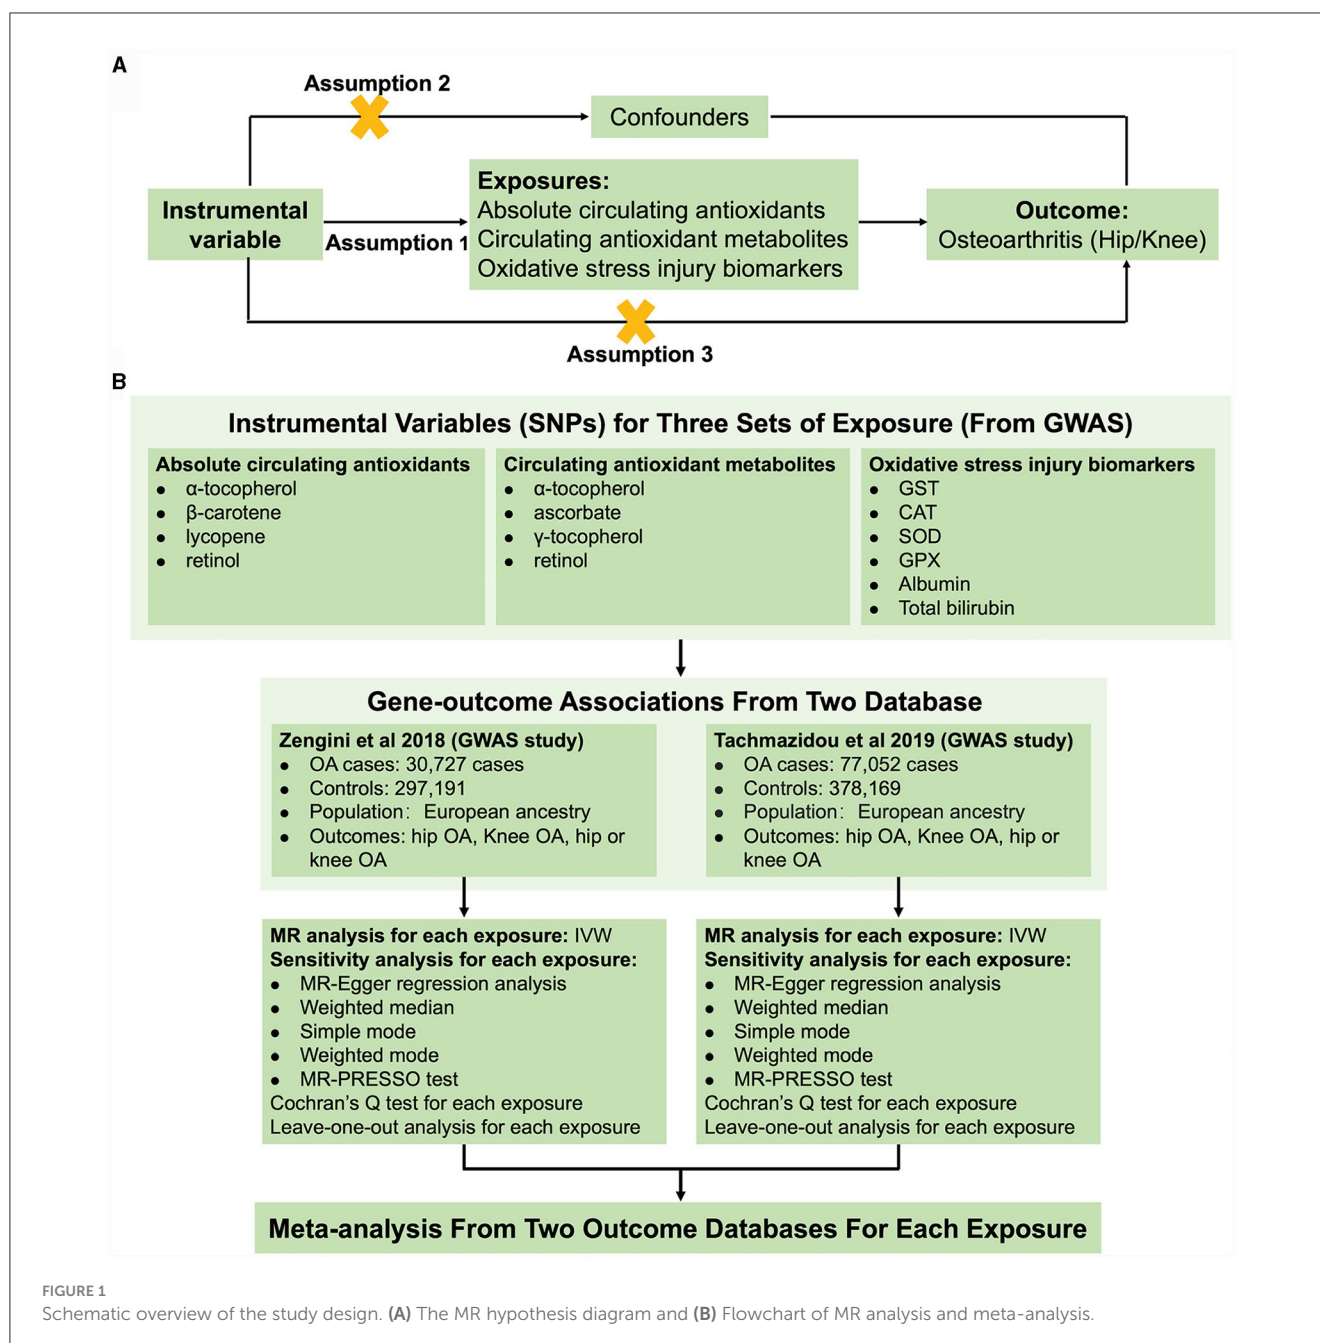 A
Assumption 2
Confounders
Instrumental
variable
Assumption 1
Exposures:
Absolute circulating antioxidants
Circulating antioxidant metabolites
Oxidative stress injury biomarkers
Outcome:
Osteoarthritis (Hip/Knee)
Assumption 3
B
Instrumental Variables (SNPs) for Three Sets of Exposure (From GWAS)
Absolute circulating antioxidants
● α-tocopherol
● β-carotene
● lycopene
● retinol
Circulating antioxidant metabolites
● α-tocopherol
● ascorbate
● γ-tocopherol
● retinol
Oxidative stress injury biomarkers
● GST
● CAT
● SOD
● GPX
● Albumin
● Total bilirubin
Gene-outcome Associations From Two Database
Zengini et al 2018 (GWAS study)
● OA cases: 30,727 cases
● Controls: 297,191
● Population： European ancestry
● Outcomes: hip OA, Knee OA, hip or
knee OA
Tachmazidou et al 2019 (GWAS study)
● OA cases: 77,052 cases
● Controls: 378,169
● Population： European ancestry
● Outcomes: hip OA, Knee OA, hip or
knee OA
MR analysis for each exposure: IVW
Sensitivity analysis for each exposure:
● MR-Egger regression analysis
● Weighted median
● Simple mode
● Weighted mode
● MR-PRESSO test
Cochran’s Q test for each exposure
Leave-one-out analysis for each exposure
MR analysis for each exposure: IVW
Sensitivity analysis for each exposure:
● MR-Egger regression analysis
● Weighted median
● Simple mode
● Weighted mode
● MR-PRESSO test
Cochran’s Q test for each exposure
Leave-one-out analysis for each exposure
Meta-analysis From Two Outcome Databases For Each Exposure
FIGURE 1
Schematic overview of the study design. (A) The MR hypothesis diagram and (B) Flowchart of MR analysis and meta-analysis.